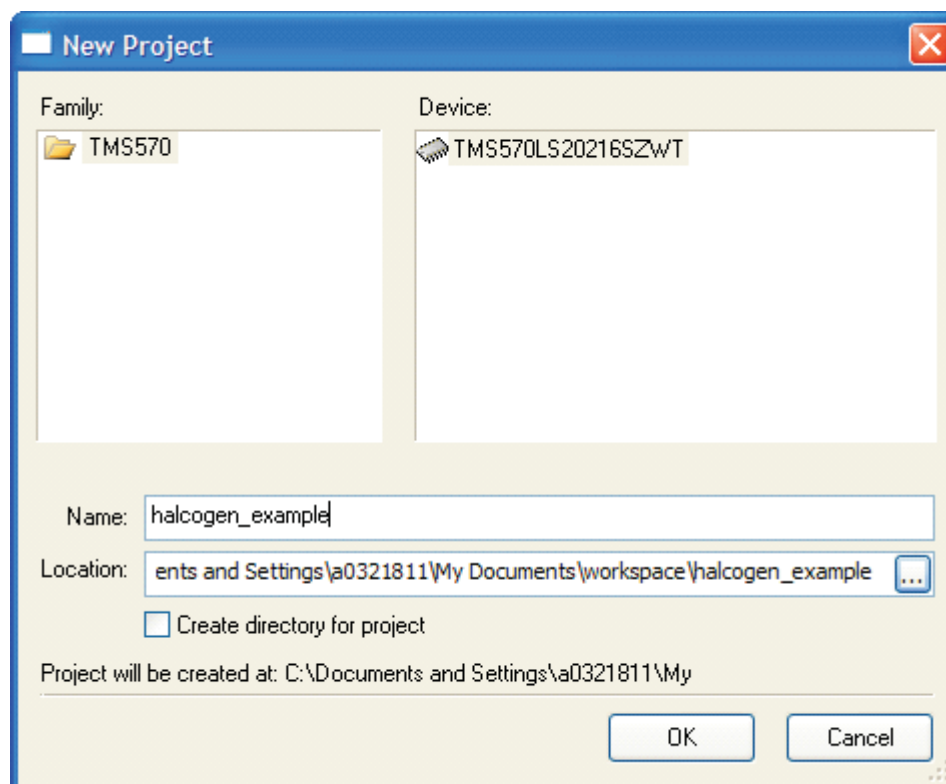 New Project
Family:
Device:
TMS570
TMS570LS20216SZWT
Name:
halcogen_example
Location:
ents and Settings\a0321811\My Documents\workspace\halcogen_example
...
Create directory for project
Project will be created at: C:\Documents and Settings\a0321811\My
OK
Cancel